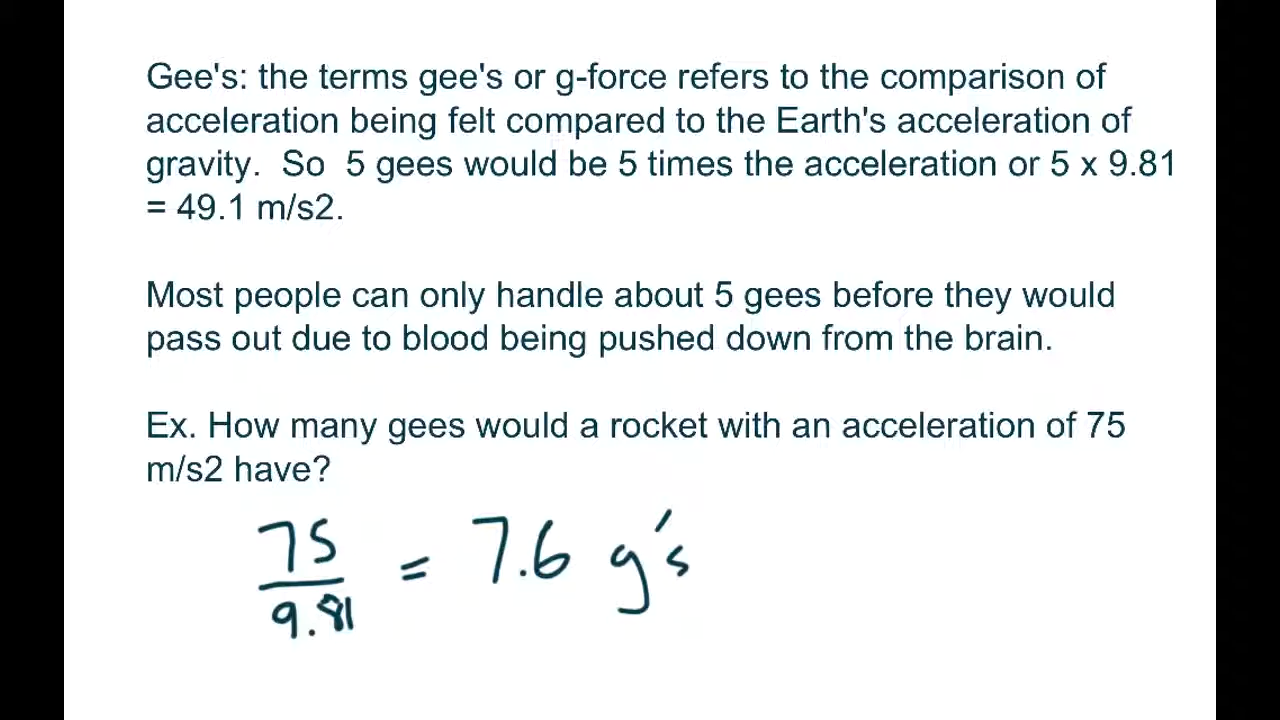 Gee's: the terms gee's or g-force refers to the comparison of
acceleration being felt compared to the Earth's acceleration of
gravity.  So  5 gees would be 5 times the acceleration or 5 x 9.81
= 49.1 m/s2.
Most people can only handle about 5 gees before they would
pass out due to blood being pushed down from the brain.
Ex. How many gees would a rocket with an acceleration of 75
m/s2 have?
75
9.81
= 7.6 g's